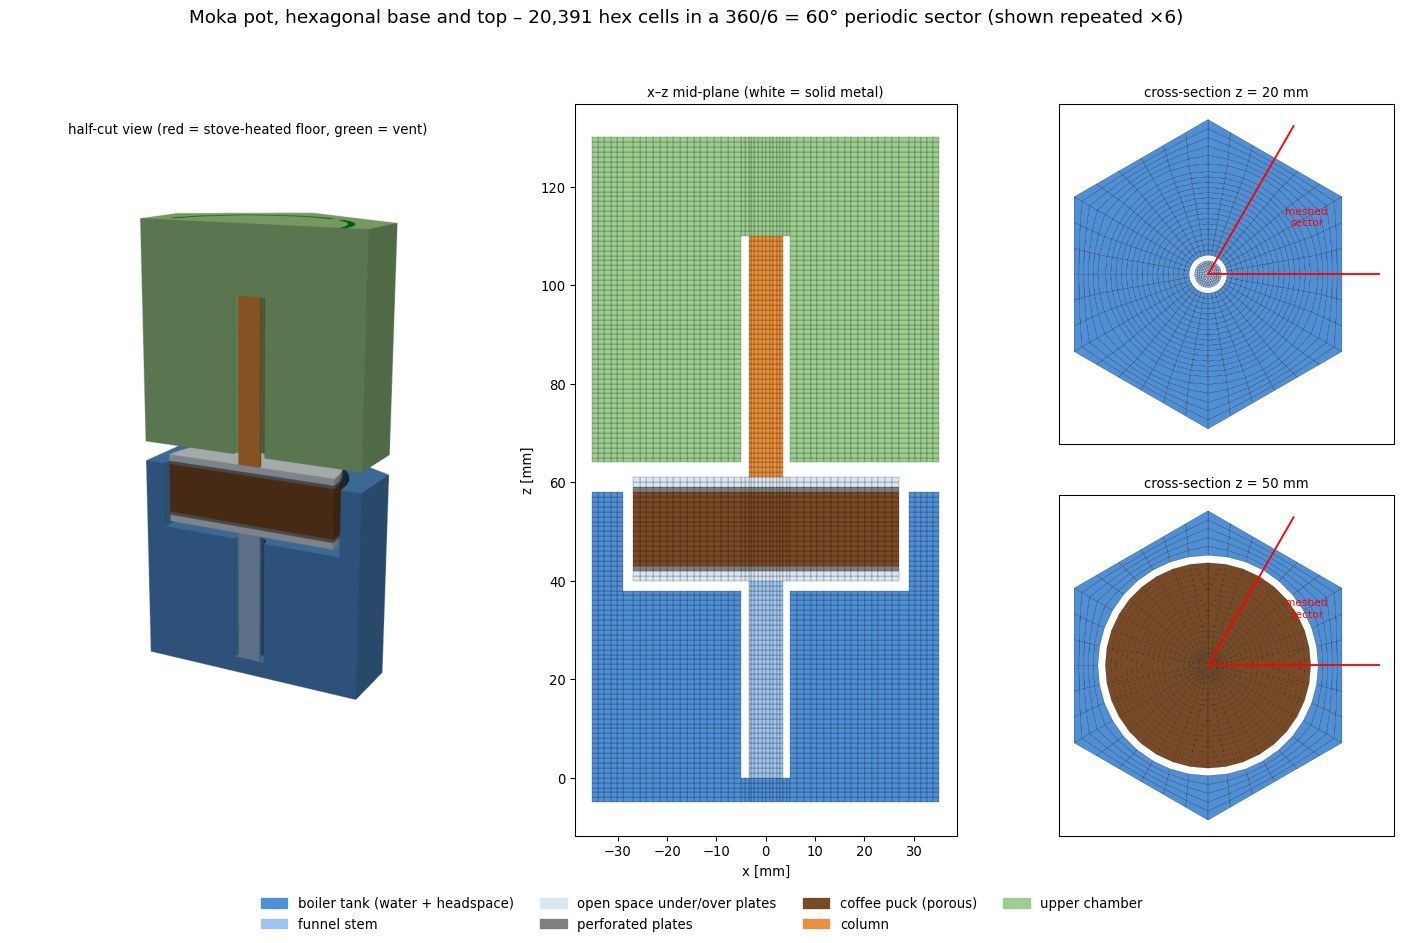 Moka pot, hexagonal base and top – 20,391 hex cells in a 360/6 = 60° periodic sector (shown repeated ×6)
half-cut view (red = stove-heated floor, green = vent)
x–z mid-plane (white = solid metal)
120
100
80
60
40
20
0
z [mm]
−30
−20
−10
0
10
20
30
x [mm]
cross-section z = 20 mm
meshed
sector
cross-section z = 50 mm
meshed
sector
boiler tank (water + headspace)
funnel stem
open space under/over plates
perforated plates
coffee puck (porous)
column
upper chamber